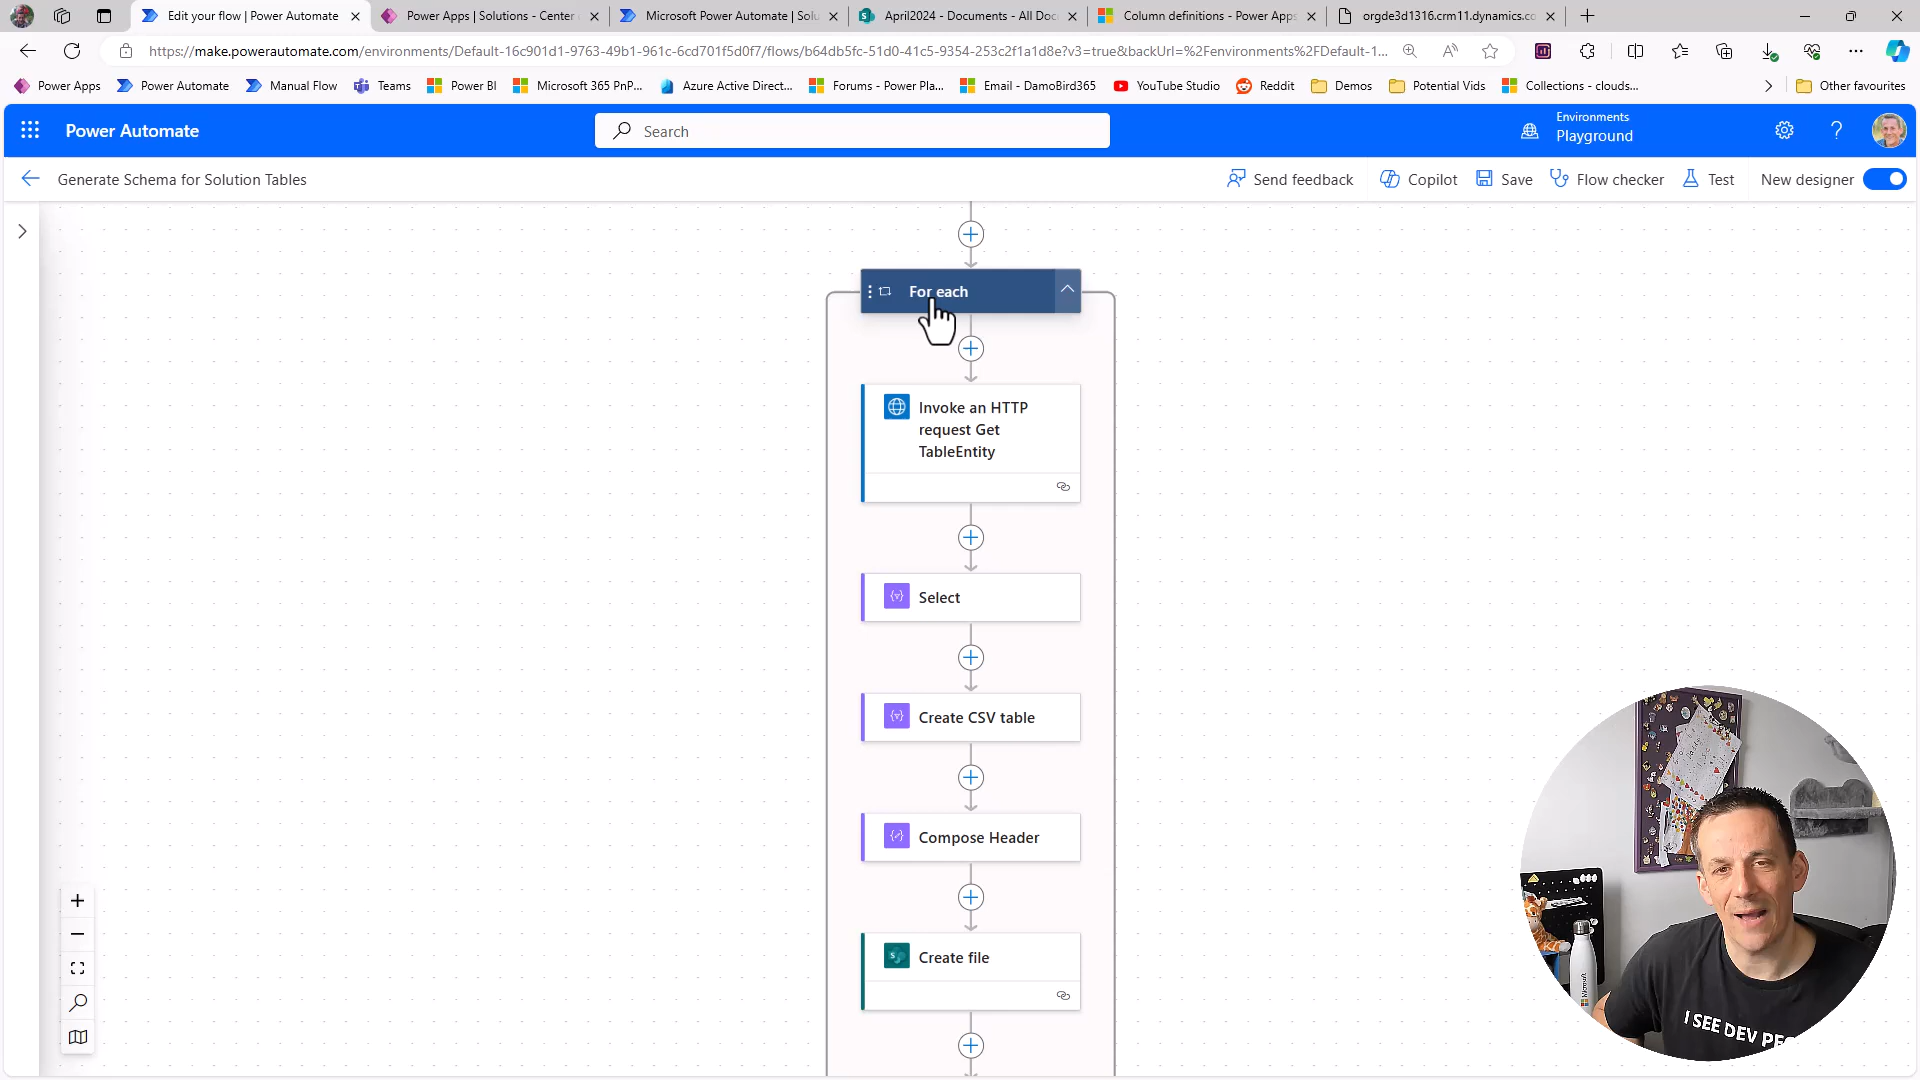 Edit your flow | Power Automate
Power Apps | Solutions - Center
Microsoft Power Automate | Solu
April2024 - Documents - All Doc
Column definitions - Power Apps
orgde3d1316.crm11.dynamics.co
https://make.powerautomate.com/environments/Default-16c901d1-9763-49b1-961c-6cd701f5d0f7/flows/b64db5fc-51d0-41c5-9354-253c2f1a1d8e?v3=true&backUrl=%2Fenvironments%2FDefault-1...
Power Apps
Power Automate
Manual Flow
Teams
Power BI
Microsoft 365 PnP...
Azure Active Direct...
Forums - Power Pla...
Email - DamoBird365
YouTube Studio
Reddit
Demos
Potential Vids
Collections - clouds...
Other favourites
Power Automate
Search
Environments
Playground
Generate Schema for Solution Tables
Send feedback
Copilot
Save
Flow checker
Test
New designer
For each
Invoke an HTTP
request Get
TableEntity
Select
Create CSV table
Compose Header
Create file
Microsoft
I SEE DEV PE